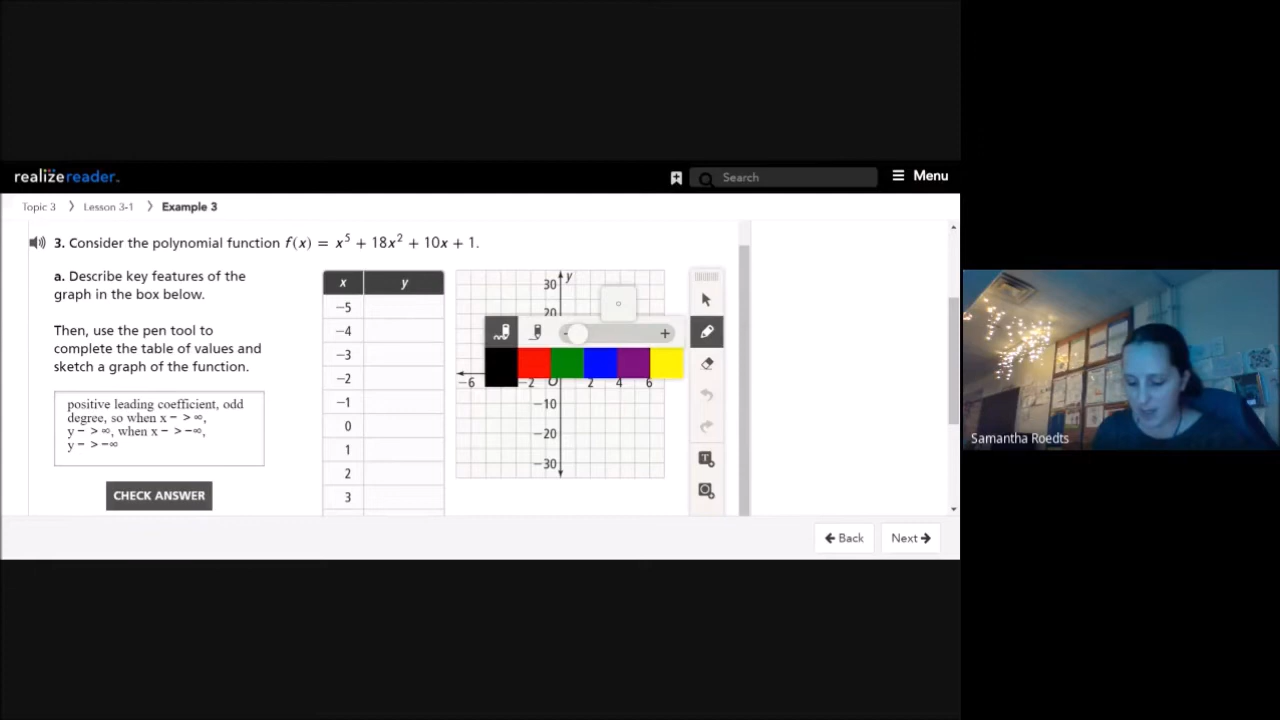 realizereader.
Search
Menu
Topic 3 > Lesson 3-1 > Example 3
3. Consider the polynomial function f(x) = x⁵ + 18x² + 10x + 1.
a. Describe key features of the
graph in the box below.
Then, use the pen tool to
complete the table of values and
sketch a graph of the function.
positive leading coefficient, odd
degree, so when x − > ∞,
y − > ∞, when x − > −∞,
y − > −∞
CHECK ANSWER
x y
−5
−4
−3
−2
−1
0
1
2
3
y
30
20
- +
−6 −2 O 2 4 6
−10
−20
−30
T
Back
Next
Samantha Roedts